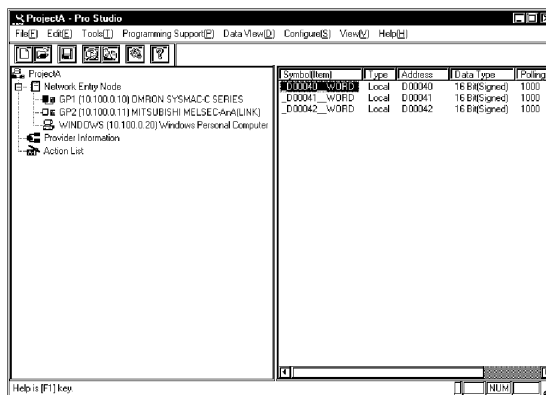 ProjectA - Pro Studio
File(F) Edit(E) Tools(T) Programming Support(P) Data View(D) Configure(S) View(V) Help(H)
ProjectA
Network Entry Node
GP1 (10.100.0.10) OMRON SYSMAC-C SERIES
GP2 (10.100.0.11) MITSUBISHI MELSEC-AnA(LINK)
WINDOWS (10.100.0.20) Windows Personal Computer
Provider Information
Action List
Symbol(Item) Type Address Data Type Polling
_D00040__WORD Local D00040 16 Bit(Signed) 1000
_D00041__WORD Local D00041 16 Bit(Signed) 1000
_D00042__WORD Local D00042 16 Bit(Signed) 1000
Help is [F1] key.
NUM